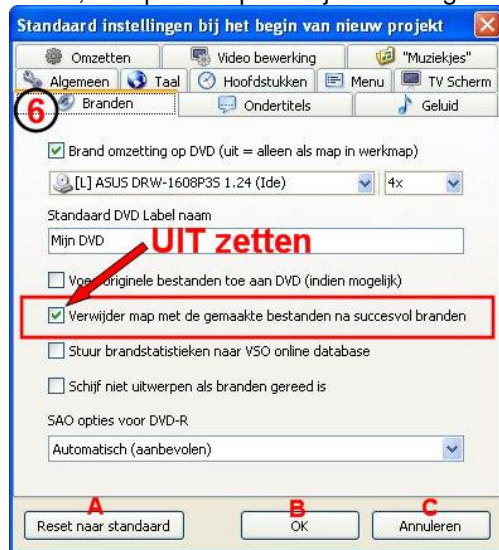 Standaard instellingen bij het begin van nieuw projekt
Omzetten Video bewerking "Muziekjes"
Algemeen Taal Hoofdstukken Menu TV Scherm
6 Branden Ondertitels Geluid
Brand omzetting op DVD (uit = alleen als map in werkmap)
[L] ASUS DRW-1608P3S 1.24 (Ide) 4x
Standaard DVD Label naam
Mijn DVD
UIT zetten
originele bestanden toe aan DVD (indien mogelijk)
Verwijder map met de gemaakte bestanden na succesvol branden
Stuur brandstatistieken naar VSO online database
Schijf niet uitwerpen als branden gereed is
SAO opties voor DVD-R
Automatisch (aanbevolen)
A B C
Reset naar standaard OK Annuleren